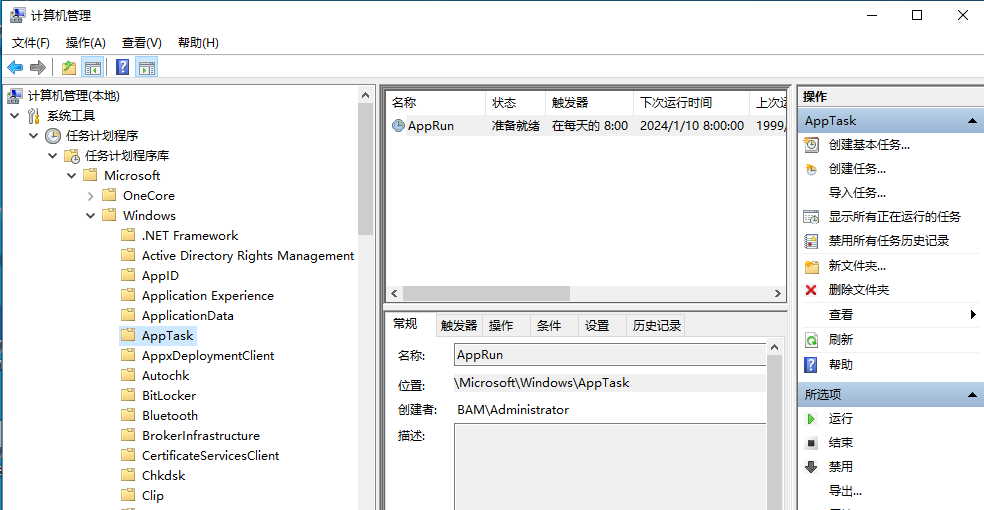 计算机管理
文件(F) 操作(A) 查看(V) 帮助(H)
计算机管理(本地)
系统工具
任务计划程序
任务计划程序库
Microsoft
OneCore
Windows
.NET Framework
Active Directory Rights Management
AppID
Application Experience
ApplicationData
AppTask
AppxDeploymentClient
Autochk
BitLocker
Bluetooth
BrokerInfrastructure
CertificateServicesClient
Chkdsk
Clip
名称 状态 触发器 下次运行时间 上次运
AppRun 准备就绪 在每天的 8:00 2024/1/10 8:00:00 1999/
常规 触发器 操作 条件 设置 历史记录
名称: AppRun
位置: \Microsoft\Windows\AppTask
创建者: BAM\Administrator
描述:
操作
AppTask
创建基本任务...
创建任务...
导入任务...
显示所有正在运行的任务
禁用所有任务历史记录
新文件夹...
删除文件夹
查看
刷新
帮助
所选项
运行
结束
禁用
导出...